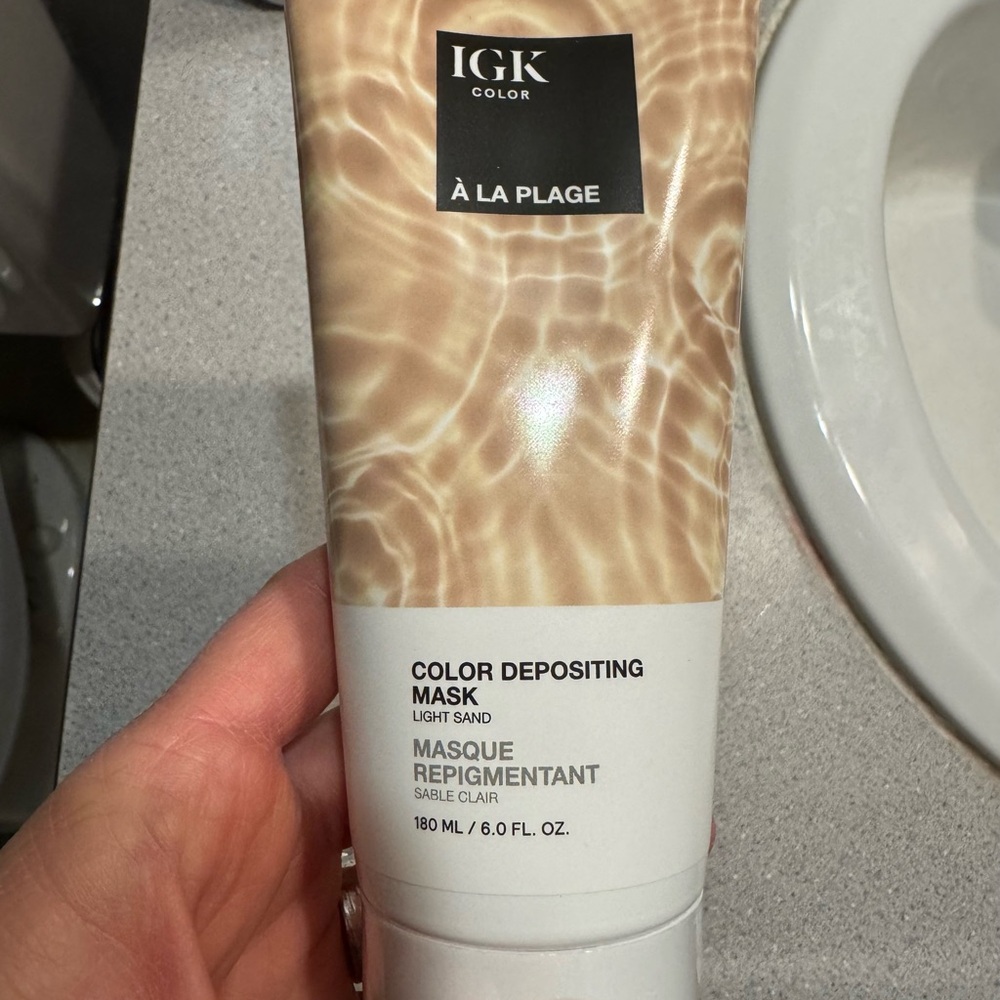 IGK
COLOR
À LA PLAGE
COLOR DEPOSITING
MASK
LIGHT SAND
MASQUE
REPIGMENTANT
SABLE CLAIR
180 ML / 6.0 FL. OZ.